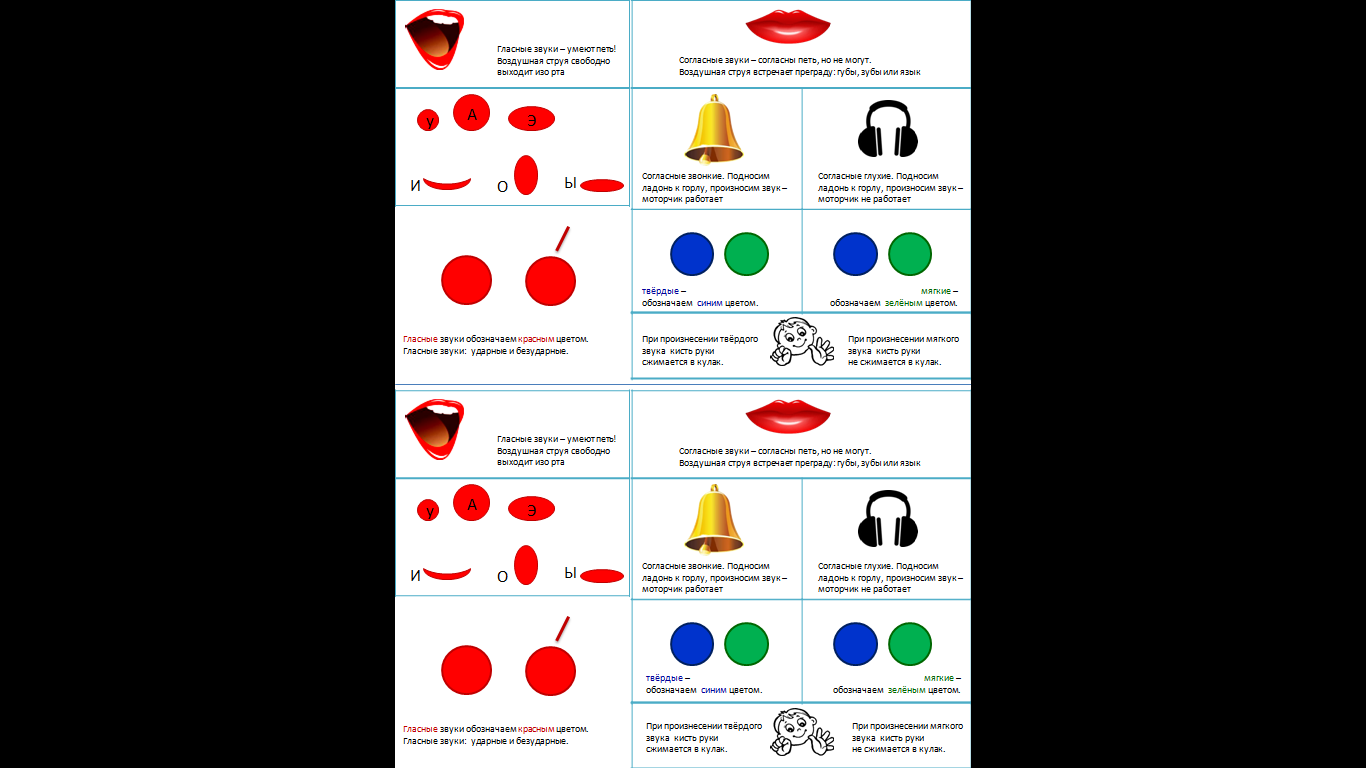 Гласные звуки – умеют петь!
Воздушная струя свободно
выходит изо рта
Согласные звуки – согласны петь, но не могут.
Воздушная струя встречает преграду: губы, зубы или язык
у
А
Э
И
О
Ы
Согласные звонкие. Подносим
ладонь к горлу, произносим звук –
моторчик работает
Согласные глухие. Подносим
ладонь к горлу, произносим звук –
моторчик не работает
твёрдые –
обозначаем синим цветом.
мягкие –
обозначаем зелёным цветом.
Гласные звуки обозначаем красным цветом.
Гласные звуки: ударные и безударные.
При произнесении твёрдого
звука кисть руки
сжимается в кулак.
При произнесении мягкого
звука кисть руки
не сжимается в кулак.
Гласные звуки – умеют петь!
Воздушная струя свободно
выходит изо рта
Согласные звуки – согласны петь, но не могут.
Воздушная струя встречает преграду: губы, зубы или язык
у
А
Э
И
О
Ы
Согласные звонкие. Подносим
ладонь к горлу, произносим звук –
моторчик работает
Согласные глухие. Подносим
ладонь к горлу, произносим звук –
моторчик не работает
твёрдые –
обозначаем синим цветом.
мягкие –
обозначаем зелёным цветом.
Гласные звуки обозначаем красным цветом.
Гласные звуки: ударные и безударные.
При произнесении твёрдого
звука кисть руки
сжимается в кулак.
При произнесении мягкого
звука кисть руки
не сжимается в кулак.